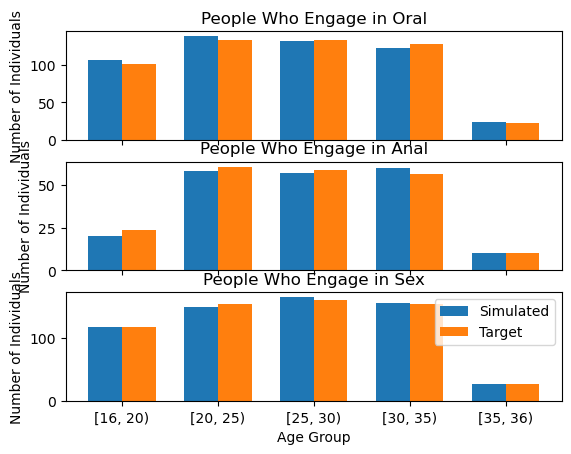 People Who Engage in Oral
Number of Individuals
100
50
0
People Who Engage in Anal
Number of Individuals
50
25
0
People Who Engage in Sex
Number of Individuals
100
0
Simulated
Target
[16, 20)
[20, 25)
[25, 30)
[30, 35)
[35, 36)
Age Group